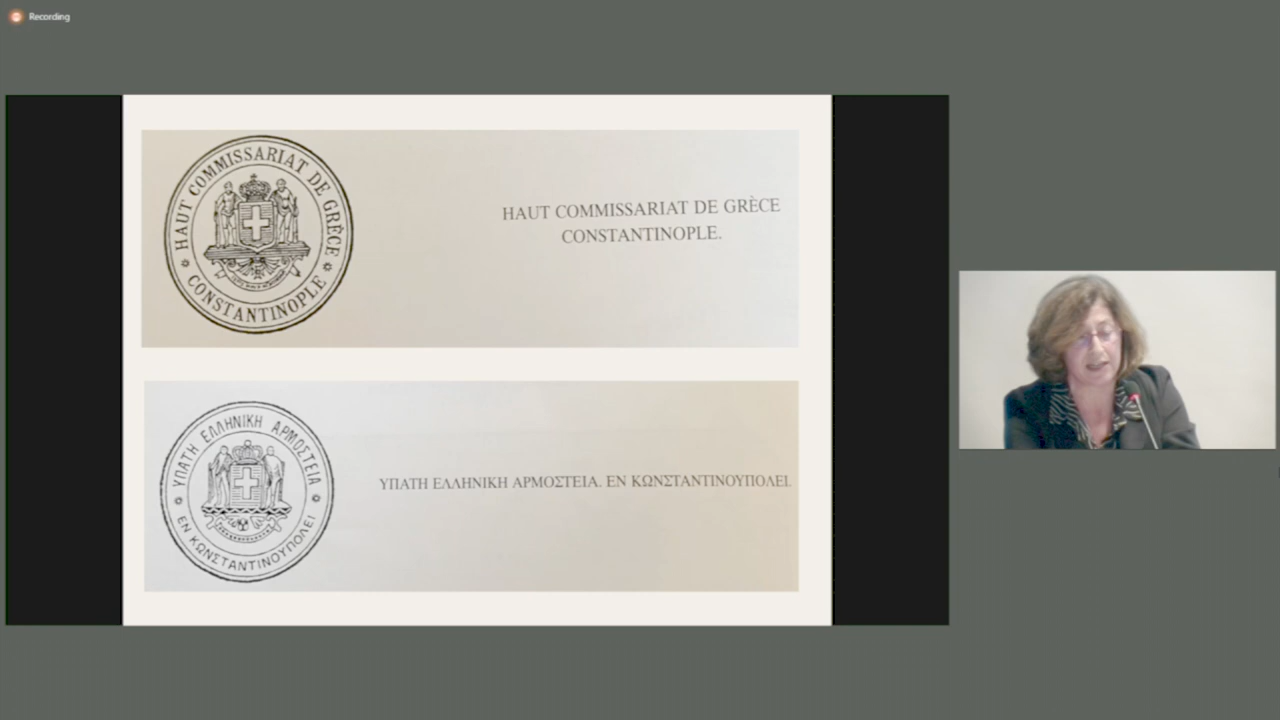 Recording
HAUT COMMISSARIAT DE GRÈCE
CONSTANTINOPLE
HAUT COMMISSARIAT DE GRÈCE
CONSTANTINOPLE.
ΥΠΑΤΗ ΕΛΛΗΝΙΚΗ ΑΡΜΟΣΤΕΙΑ
ΕΝ ΚΩΝΣΤΑΝΤΙΝΟΥΠΟΛΕΙ
ΥΠΑΤΗ ΕΛΛΗΝΙΚΗ ΑΡΜΟΣΤΕΙΑ. ΕΝ ΚΩΝΣΤΑΝΤΙΝΟΥΠΟΛΕΙ.